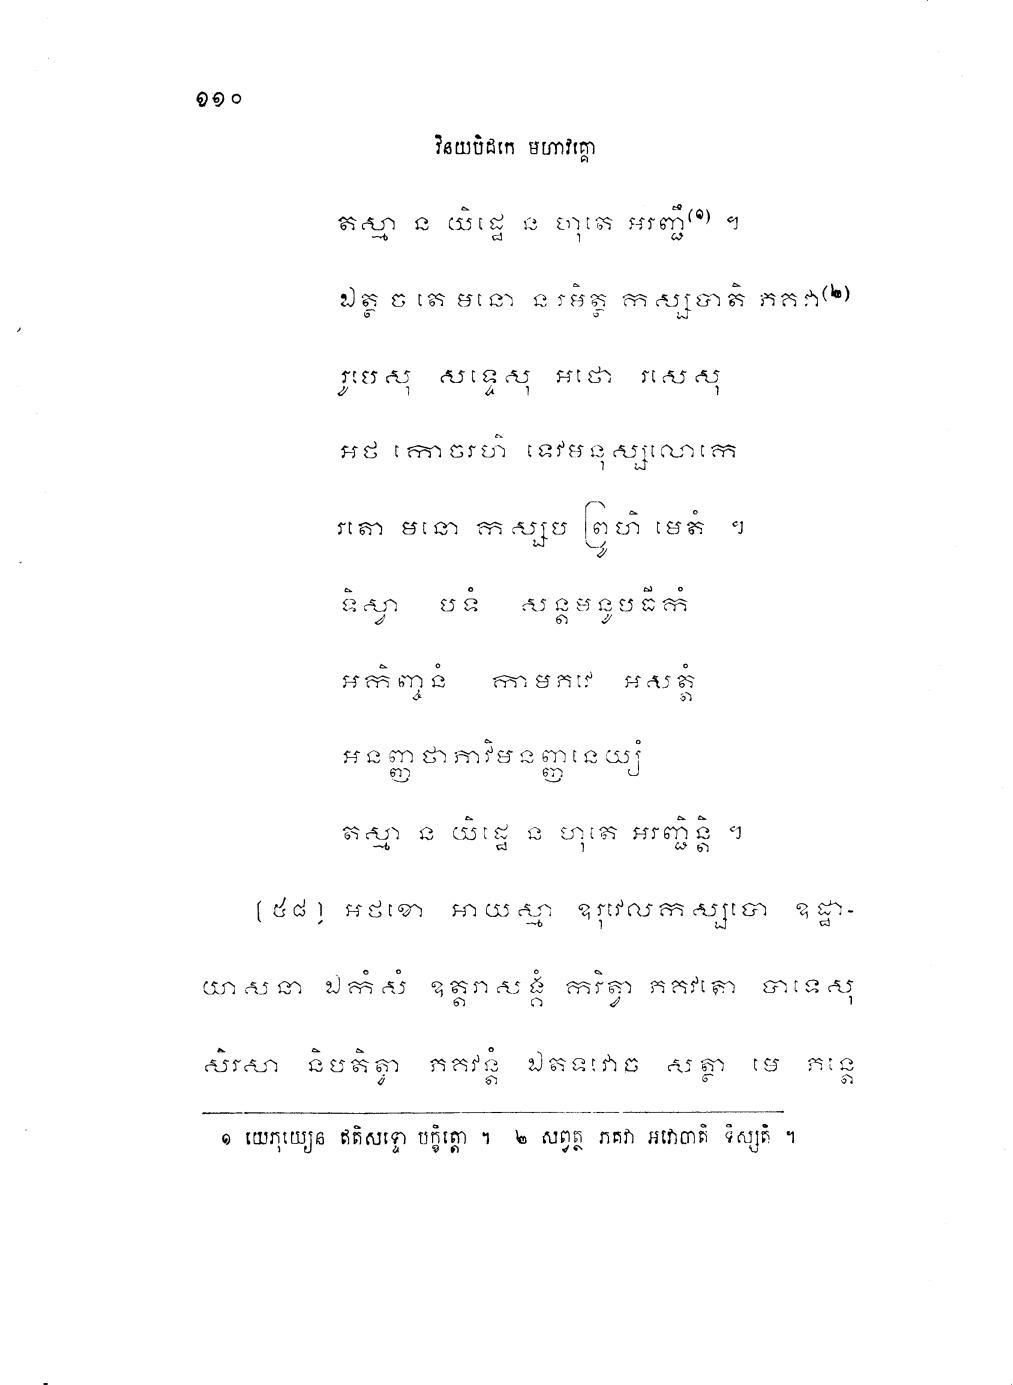 ១១០
វិនយបិដកេ មហាវគ្គោ
តស្មា ន យិដ្ឋេ ន ហុតេ អរញ្ជឹ(១) ។
ឯត្ថ ច តេ មនោ ន រមិត្ថ កាស្សបាតិ ភគវា(២)
រូបេសុ សទ្ទេសុ អថោ រសេសុ
អថ កោចរហិ ទេវមនុស្សលោកេ
រតោ មនោ កស្សប ព្រូហិ មេតំ ។
ទិស្វា បទំ សន្តមនូបធីកំ
អកិញ្ចនំ កាមភវេ អសត្តំ
អនញ្ញថាភាវិមនញ្ញនេយ្យំ
តស្មា ន យិដ្ឋេ ន ហុតេ អរញ្ជិន្តិ ។
[៥៨] អថខោ អាយស្មា ឧរុវេលកាស្សបោ ឧដ្ឋា-
យាសនា ឯកំសំ ឧត្តរាសង្គំ ករិត្វា ភគវតោ បាទេសុ
សិរសា និបតិត្វា ភគវន្តំ ឯតទវោច សត្ថា មេ ភន្តេ
១ យេភុយ្យេន ឥតិសទ្ទោ បក្ខិត្តោ ។ ២ សព្វត្ថ ភគវា អវោចាតិ ទិស្សតិ ។